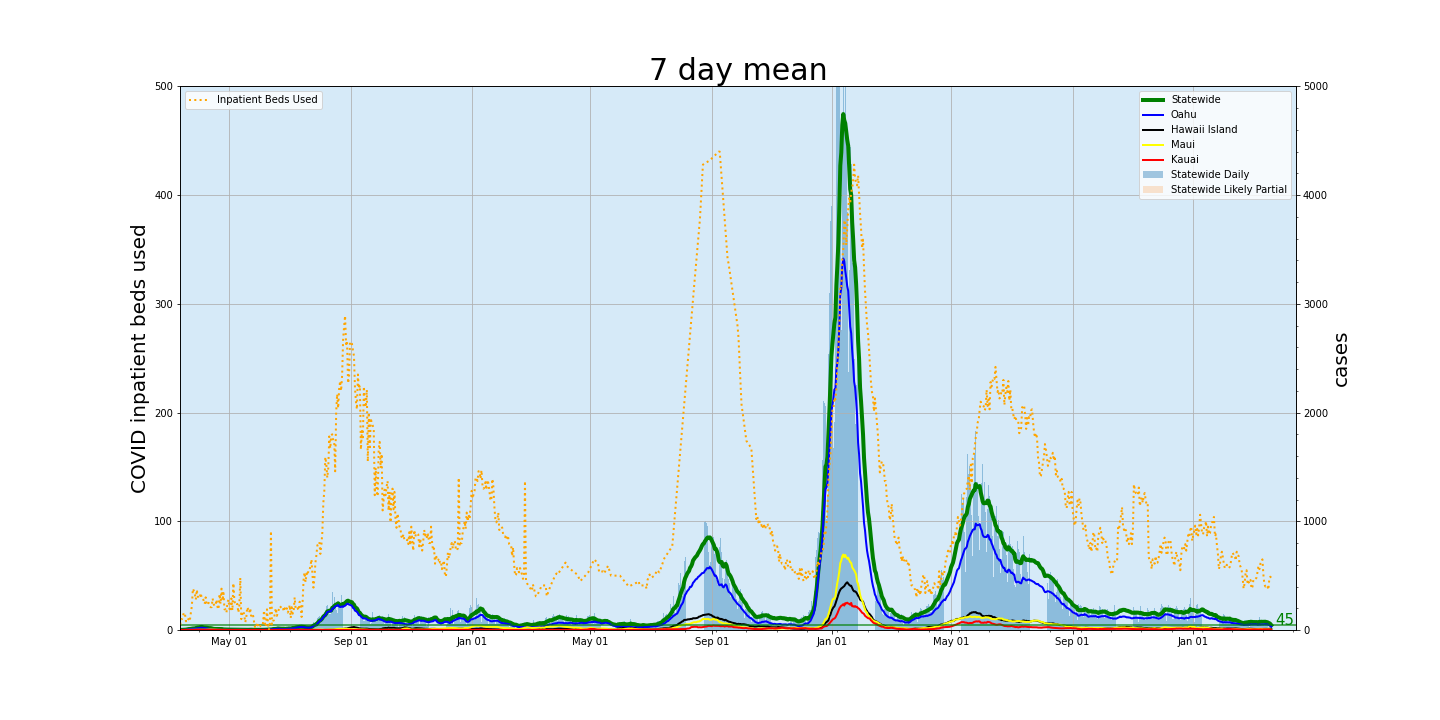 7 day mean
500
400
300
200
100
0
COVID inpatient beds used
Inpatient Beds Used
Statewide
Oahu
Hawaii Island
Maui
Kauai
Statewide Daily
Statewide Likely Partial
5000
4000
3000
2000
1000
0
cases
45
May 01 Sep 01 Jan 01 May 01 Sep 01 Jan 01 May 01 Sep 01 Jan 01